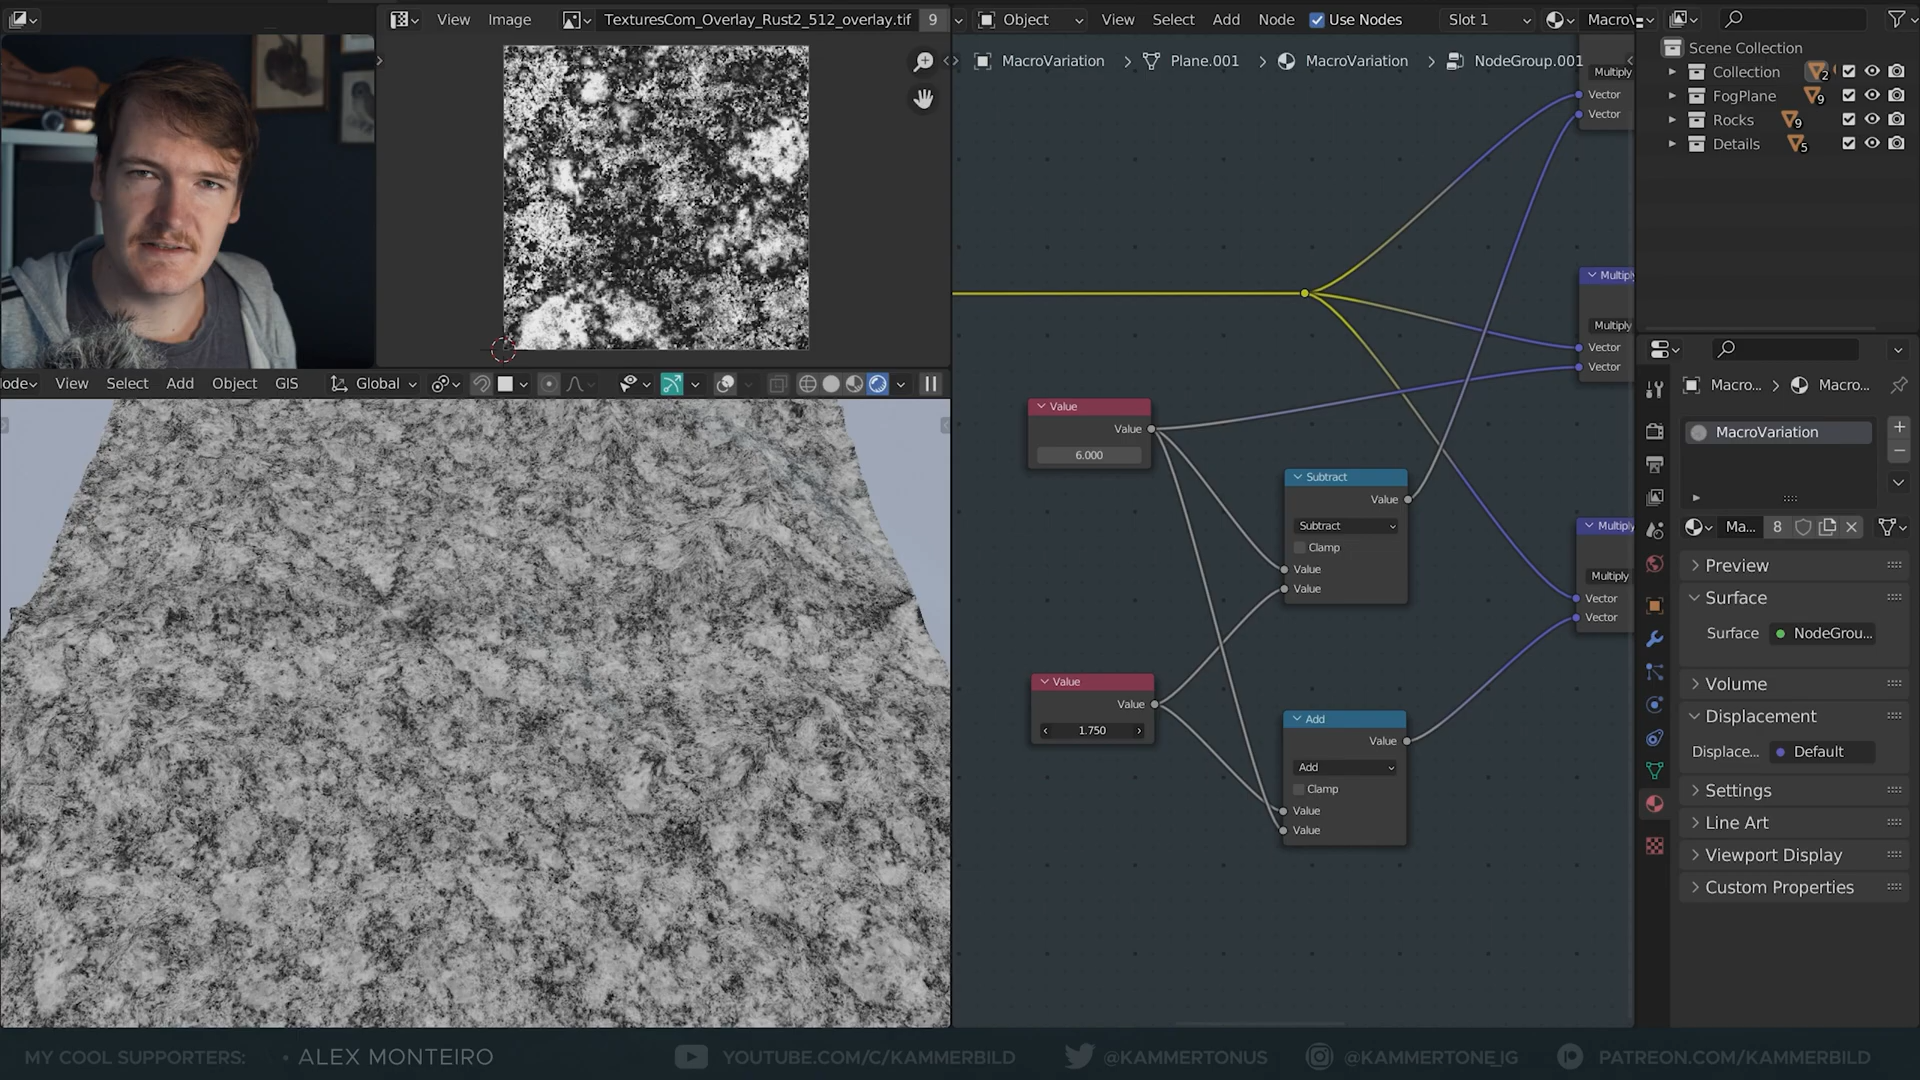 View Image TexturesCom_Overlay_Rust2_512_overlay.tif 9
Object View Select Add Node Use Nodes Slot 1
MacroVariation > Plane.001 > MacroVariation > NodeGroup.001
Scene Collection
Collection 2
FogPlane 9
Rocks 9
Details 5
Multiply
Vector
Vector
Multiply
Vector
Vector
Value
Value
6.000
Subtract
Value
Subtract
Clamp
Value
Value
Multiply
Vector
Vector
Value
Value
1.750
Add
Value
Add
Clamp
Value
Value
View Select Add Object GIS Global
Macro... > Macro...
MacroVariation
Ma... 8
Preview
Surface
Surface NodeGrou...
Volume
Displacement
Displace... Default
Settings
Line Art
Viewport Display
Custom Properties
MY COOL SUPPORTERS: • ALEX MONTEIRO YOUTUBE.COM/C/KAMMERBILD @KAMMERTONUS @KAMMERTONE_IG PATREON.COM/KAMMERBILD